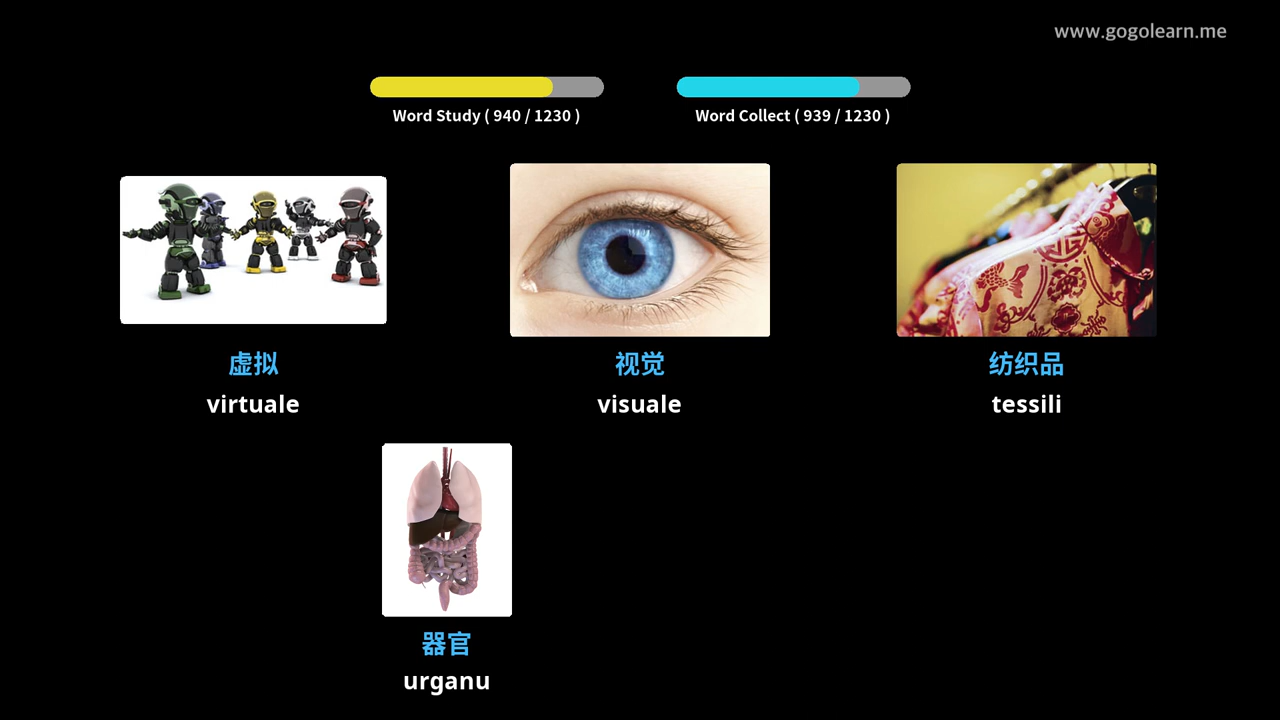 www.gogolearn.me
Word Study ( 940 / 1230 )
Word Collect ( 939 / 1230 )
虚拟
virtuale
视觉
visuale
纺织品
tessili
器官
urganu